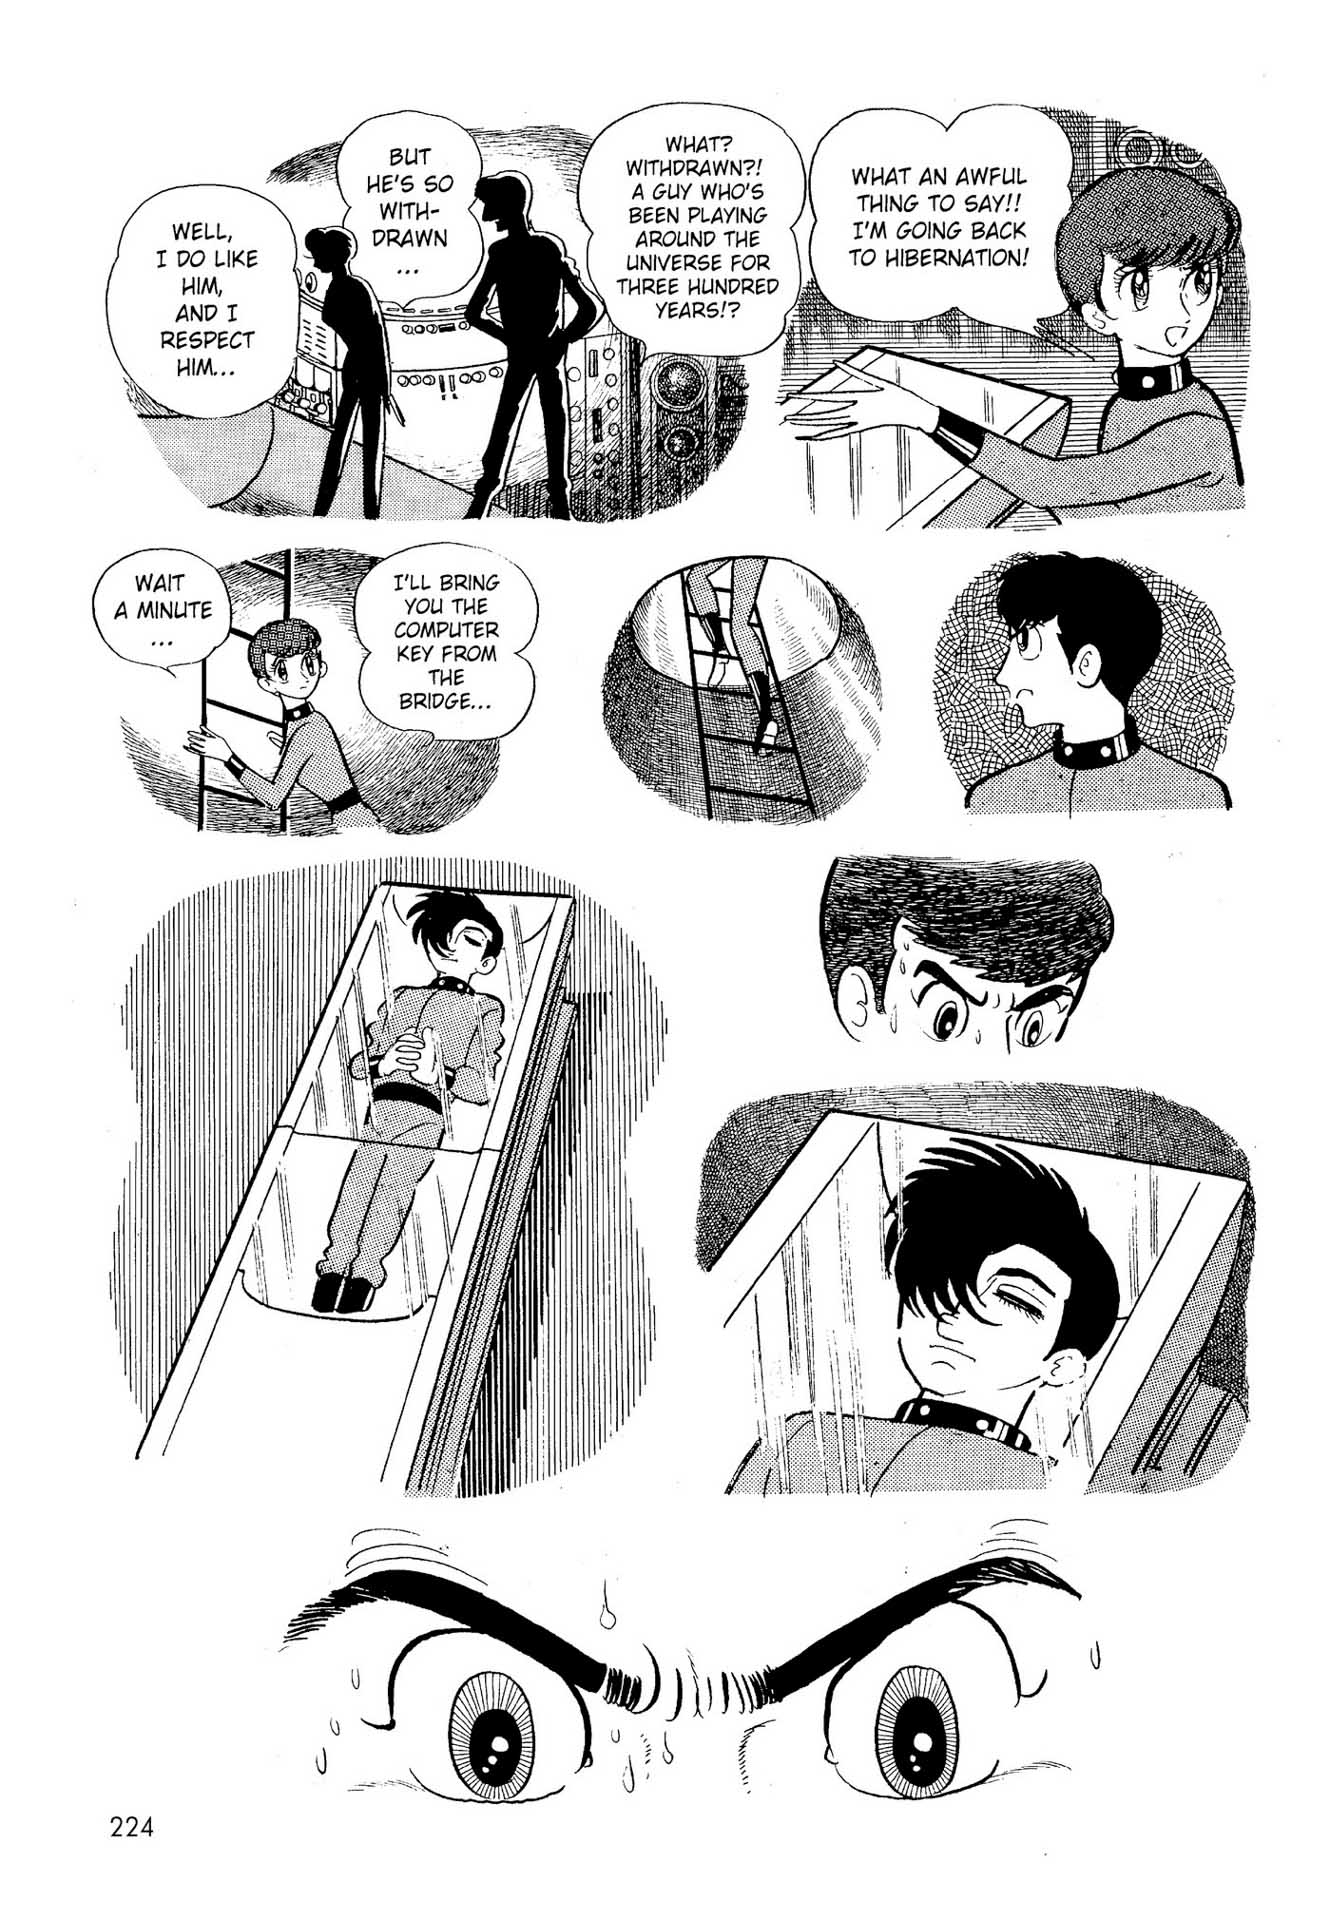 WELL,
I DO LIKE
HIM,
AND I
RESPECT
HIM...
BUT
HE'S SO
WITH-
DRAWN
...
WHAT?
WITHDRAWN?!
A GUY WHO'S
BEEN PLAYING
AROUND THE
UNIVERSE FOR
THREE HUNDRED
YEARS!?
WHAT AN AWFUL
THING TO SAY!!
I'M GOING BACK
TO HIBERNATION!
WAIT
A MINUTE
...
I'LL BRING
YOU THE
COMPUTER
KEY FROM
THE
BRIDGE...
224